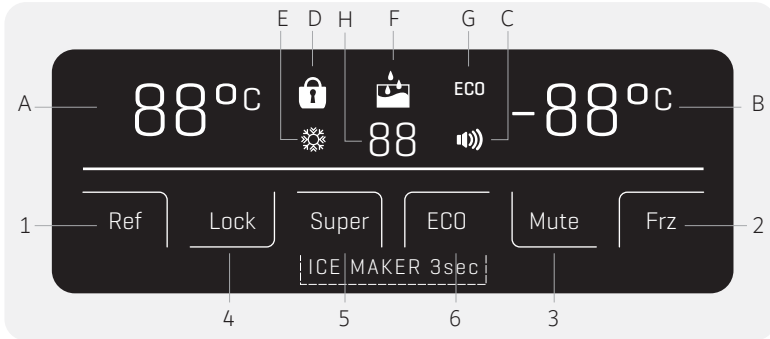 E D H F G C
A 88°C ECO -88°C B
88
1 Ref Lock Super ECO Mute Frz 2
ICE MAKER 3sec
4 5 6 3